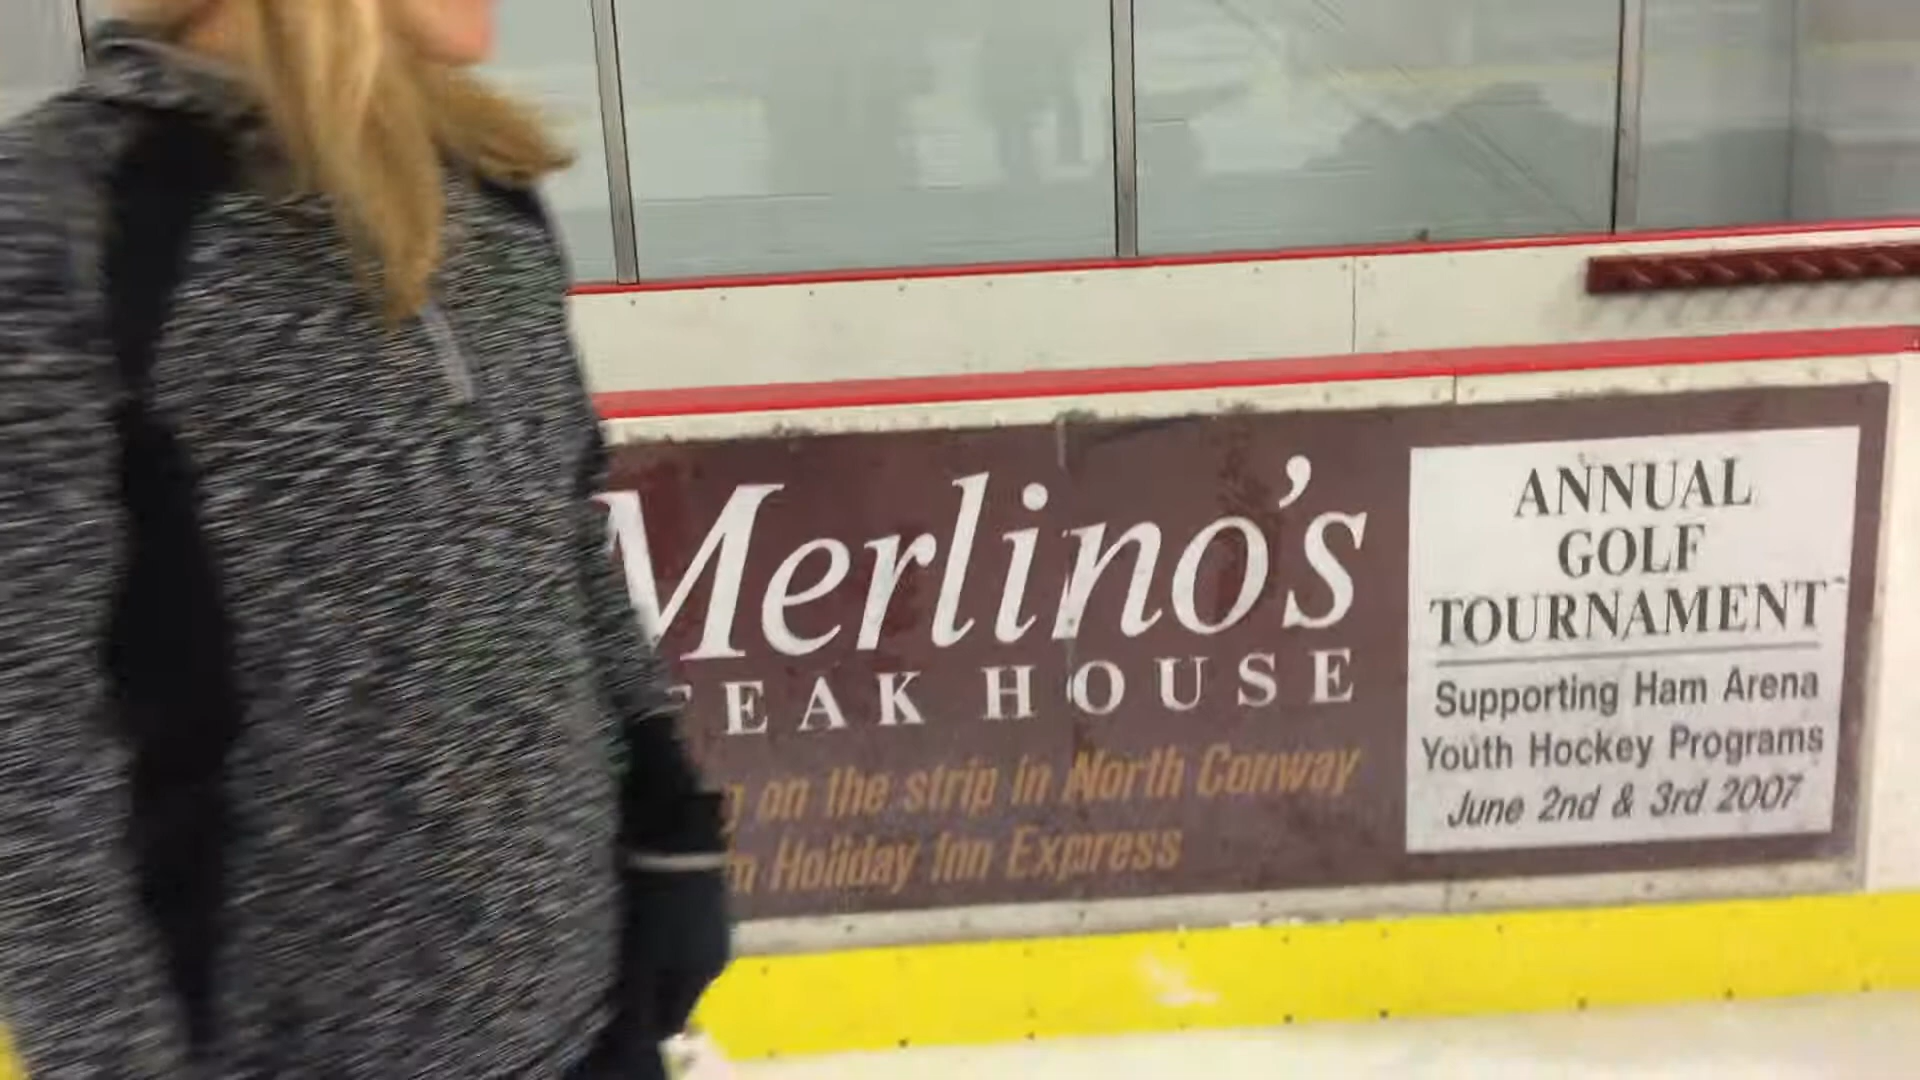 Merlino's
EAK HOUSE
on the strip in North Conway
Holiday Inn Express
ANNUAL
GOLF
TOURNAMENT
Supporting Ham Arena
Youth Hockey Programs
June 2nd & 3rd 2007